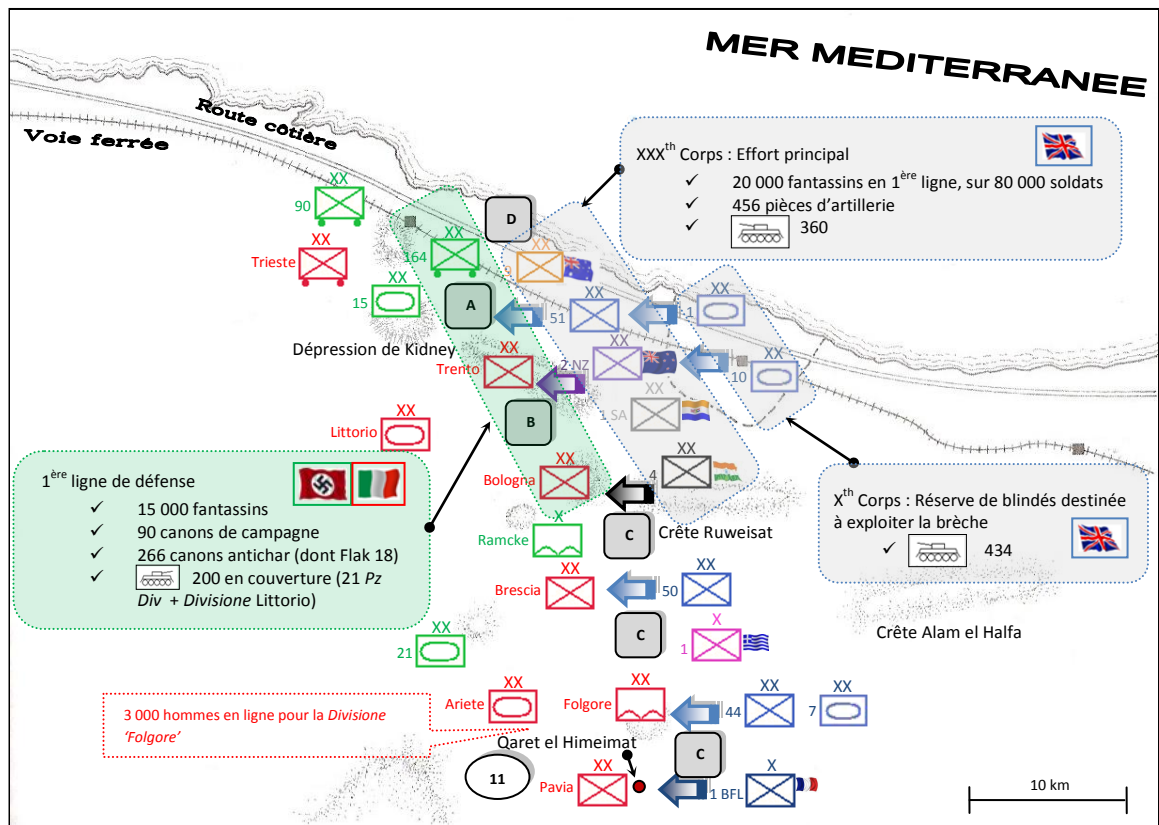 MER MEDITERRANEE
Route côtière
Voie ferrée
XXXth Corps : Effort principal
✓ 20 000 fantassins en 1ère ligne, sur 80 000 soldats
✓ 456 pièces d'artillerie
✓ 360
XX
90
XX
Trieste
XX
164
D
XX
9
XX
15
A
XX
51
XX
1
Dépression de Kidney
XX
Trento
XX
2 NZ
XX
10
XX
1 SA
B
XX
Littorio
XX
Bologna
XX
4
Crête Ruweisat
1ère ligne de défense
✓ 15 000 fantassins
✓ 90 canons de campagne
✓ 266 canons antichar (dont Flak 18)
✓ 200 en couverture (21 Pz
Div + Divisione Littorio)
Xth Corps : Réserve de blindés destinée
à exploiter la brèche
✓ 434
X
Ramcke
C
XX
Brescia
XX
50
Crête Alam el Halfa
C
X
1
XX
21
3 000 hommes en ligne pour la Divisione
'Folgore'
XX
Ariete
XX
Folgore
XX
44
XX
7
Qaret el Himeimat
C
11
XX
Pavia
X
1 BFL
10 km